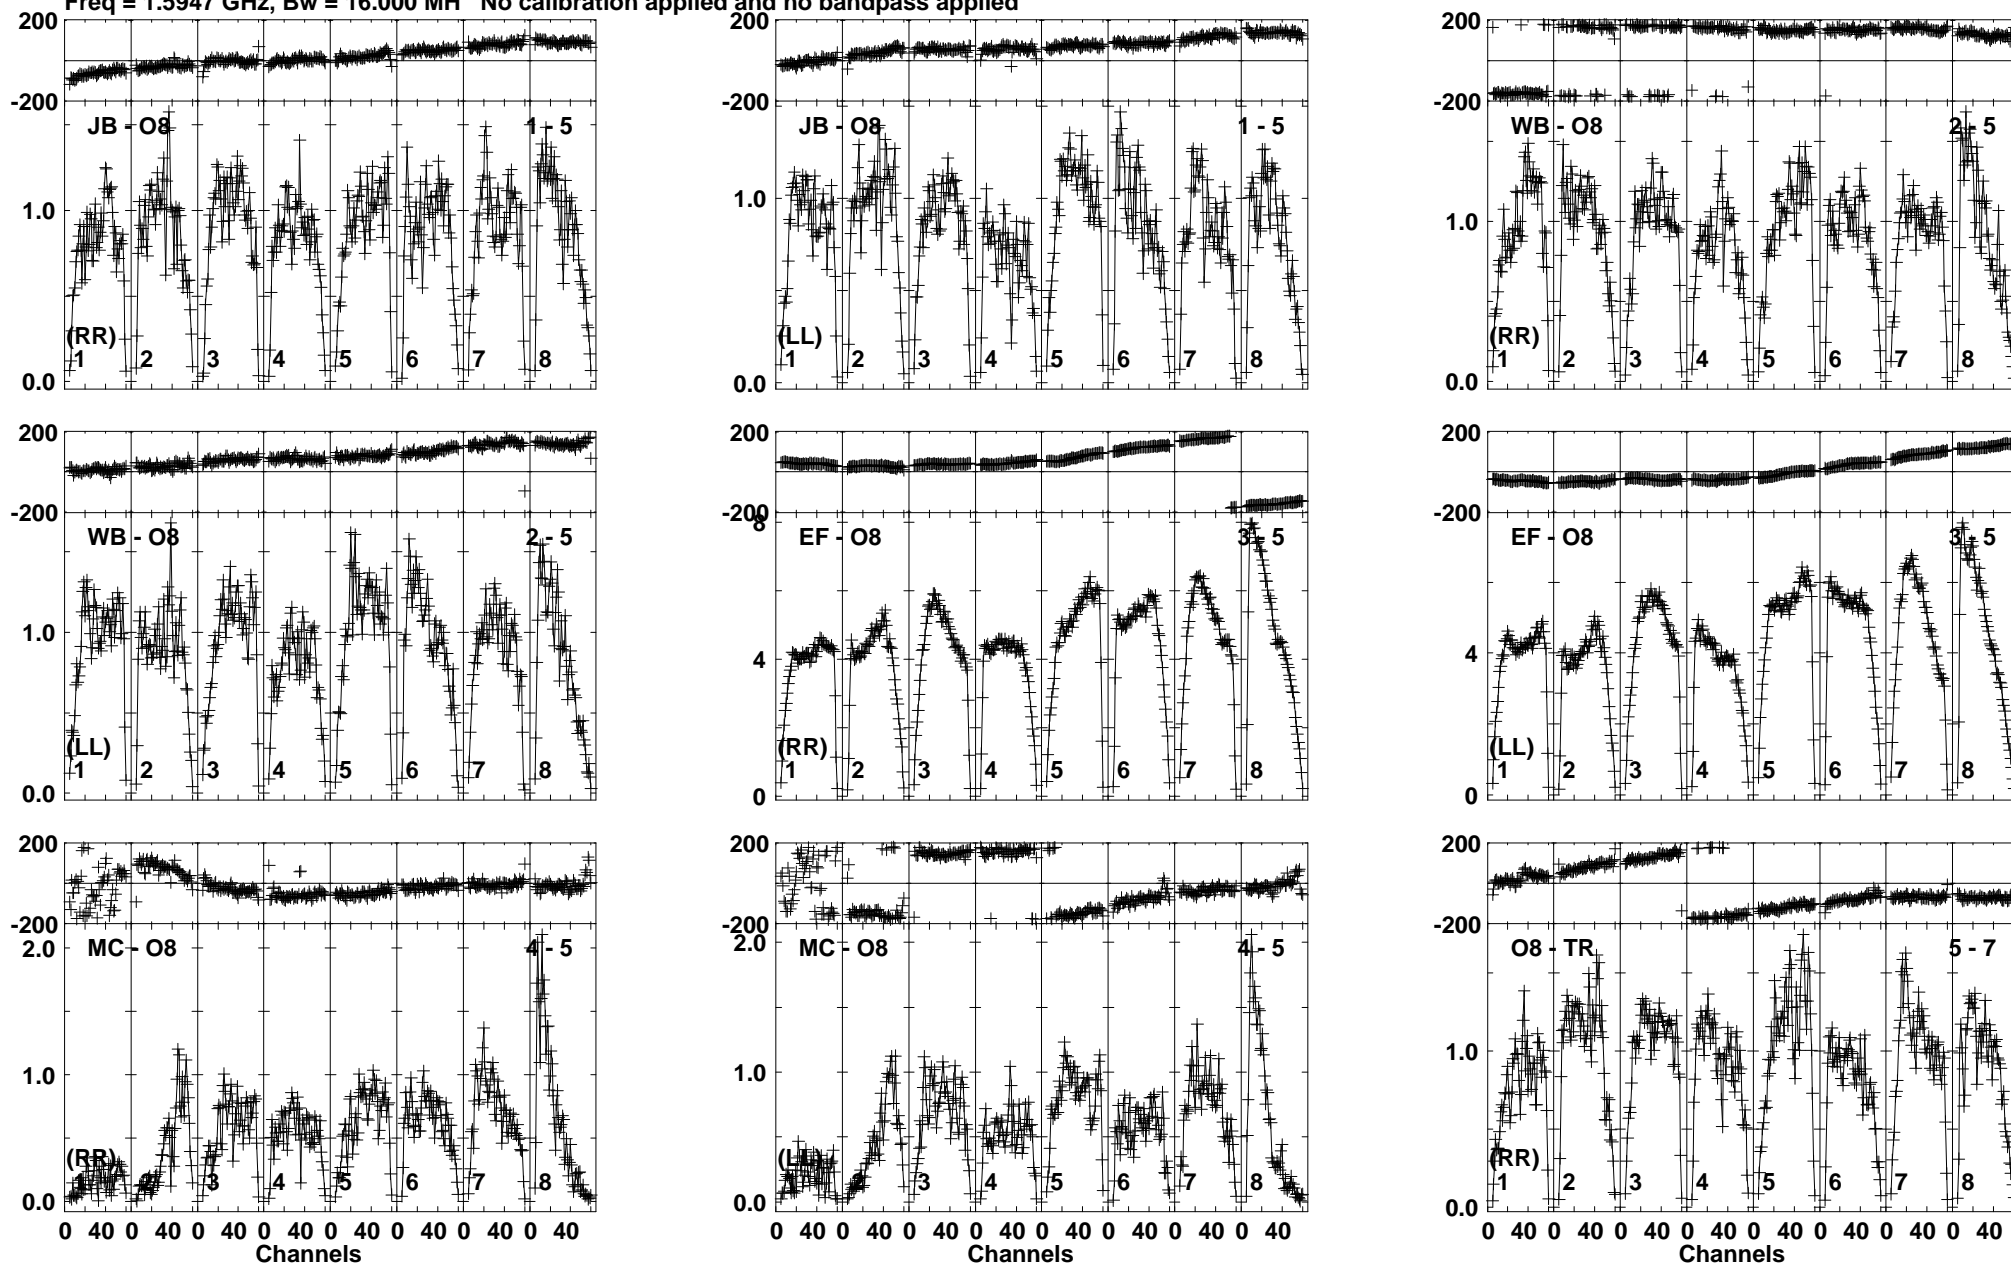 Freq = 1.5947 GHz, Bw = 16.000 MH No calibration applied and no bandpass applied
200 200 200
-200 -200 -200
JB - O8 1 - 5 JB - O8 1 - 5 WB - O8 2 - 5
1.0 1.0 1.0
(RR) (LL) (RR)
1 2 3 4 5 6 7 8 1 2 3 4 5 6 7 8 1 2 3 4 5 6 7 8
0.0 0.0 0.0
200 200 200
-200 -200 -200
8
WB - O8 2 - 5 EF - O8 3 - 5 EF - O8 3 - 5
1.0 4 4
(LL) (RR) (LL)
1 2 3 4 5 6 7 8 1 2 3 4 5 6 7 8 1 2 3 4 5 6 7 8
0.0 0 0
200 200 200
-200 -200 -200
MC - O8 4 - 5 MC - O8 4 - 5 O8 - TR 5 - 7
2.0 2.0
1.0 1.0 1.0
(RR) (LL) (RR)
1 2 3 4 5 6 7 8 1 2 3 4 5 6 7 8 1 2 3 4 5 6 7 8
0.0 0.0 0.0
0 40 0 40 0 40 0 40 0 40 0 40 0 40 0 40 0 40 0 40 0 40 0 40 0 40 0 40 0 40 0 40 0 40 0 40 0 40 0 40 0 40 0 40 0 40 0 40
Channels Channels Channels